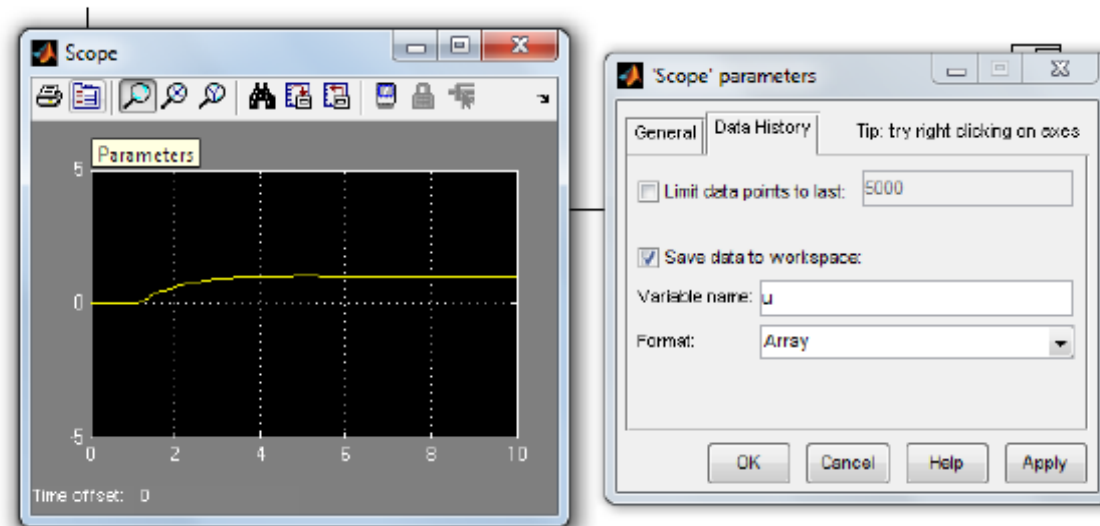 Scope
Parameters
5
0
-5
0 2 4 6 8 10
Time offset: 0
'Scope' parameters
General Data History Tip: try right clicking on axes
Limit data points to last: 5000
Save data to workspace:
Variable name: u
Format: Array
OK Cancel Help Apply